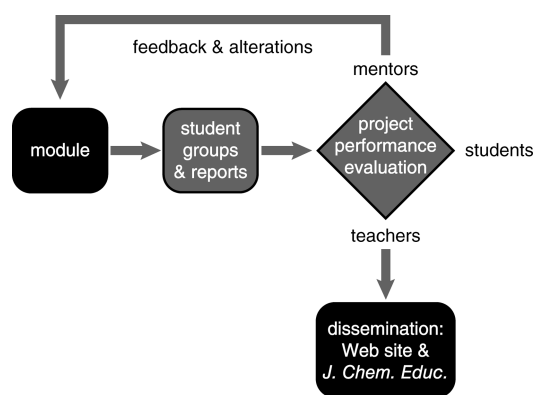 feedback & alterations
mentors
module
student
groups
& reports
project
performance
evaluation
students
teachers
dissemination:
Web site &
J. Chem. Educ.